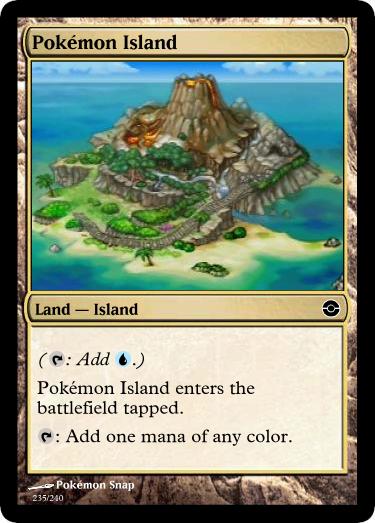 Pokémon Island
Land — Island
(: Add .)
Pokémon Island enters the
battlefield tapped.
: Add one mana of any color.
Pokémon Snap
235/240